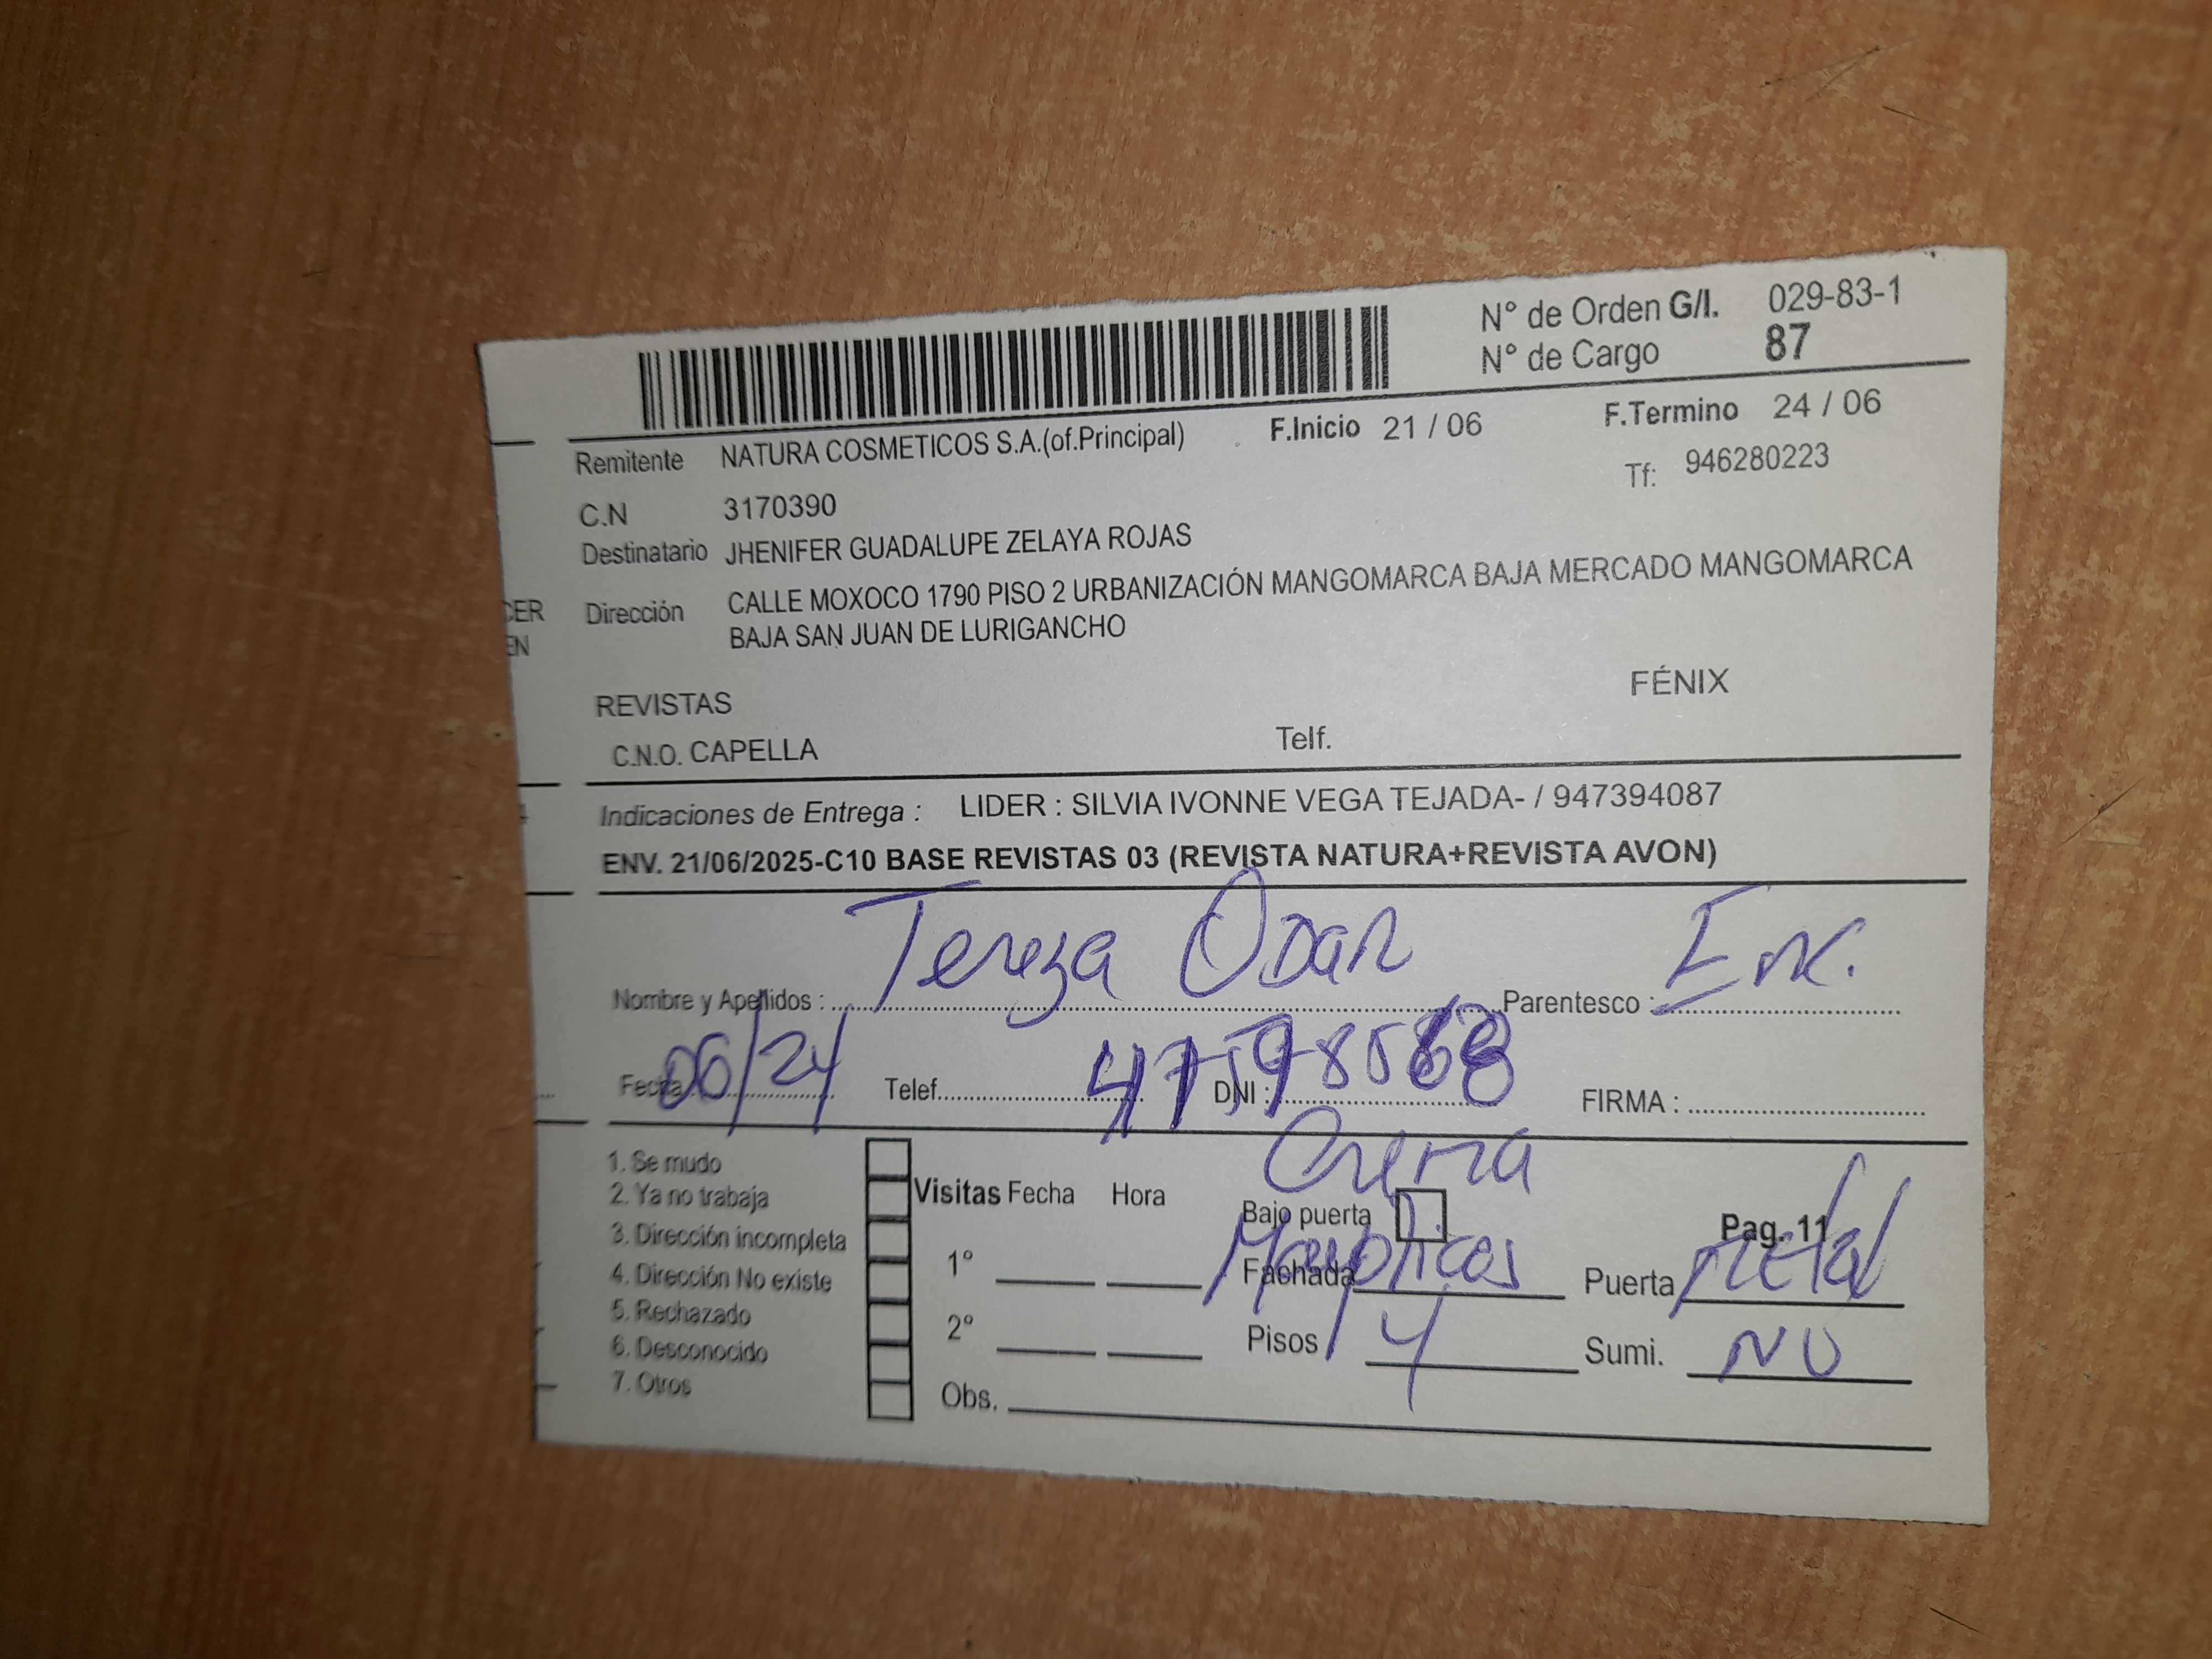 N° de Orden G/I. 029-83-1
N° de Cargo 87
Remitente NATURA COSMETICOS S.A.(of.Principal) F.Inicio 21 / 06 F.Termino 24 / 06
C.N 3170390 Tf: 946280223
Destinatario JHENIFER GUADALUPE ZELAYA ROJAS
CER Dirección CALLE MOXOCO 1790 PISO 2 URBANIZACIÓN MANGOMARCA BAJA MERCADO MANGOMARCA
EN BAJA SAN JUAN DE LURIGANCHO
REVISTAS FÉNIX
C.N.O. CAPELLA Telf.
Indicaciones de Entrega : LIDER : SILVIA IVONNE VEGA TEJADA- / 947394087
ENV. 21/06/2025-C10 BASE REVISTAS 03 (REVISTA NATURA+REVISTA AVON)
Nombre y Apellidos : Tereza Odar Parentesco : Enc.
Fecha 06/24 Telef. DNI : FIRMA :
Crema
1. Se mudo
2. Ya no trabaja Visitas Fecha Hora Bajo puerta Pag. 11
3. Dirección incompleta
4. Dirección No existe 1° Fachada Mayolicas Puerta metal
5. Rechazado
6. Desconocido 2° Pisos 4 Sumi. NO
7. Otros Obs.